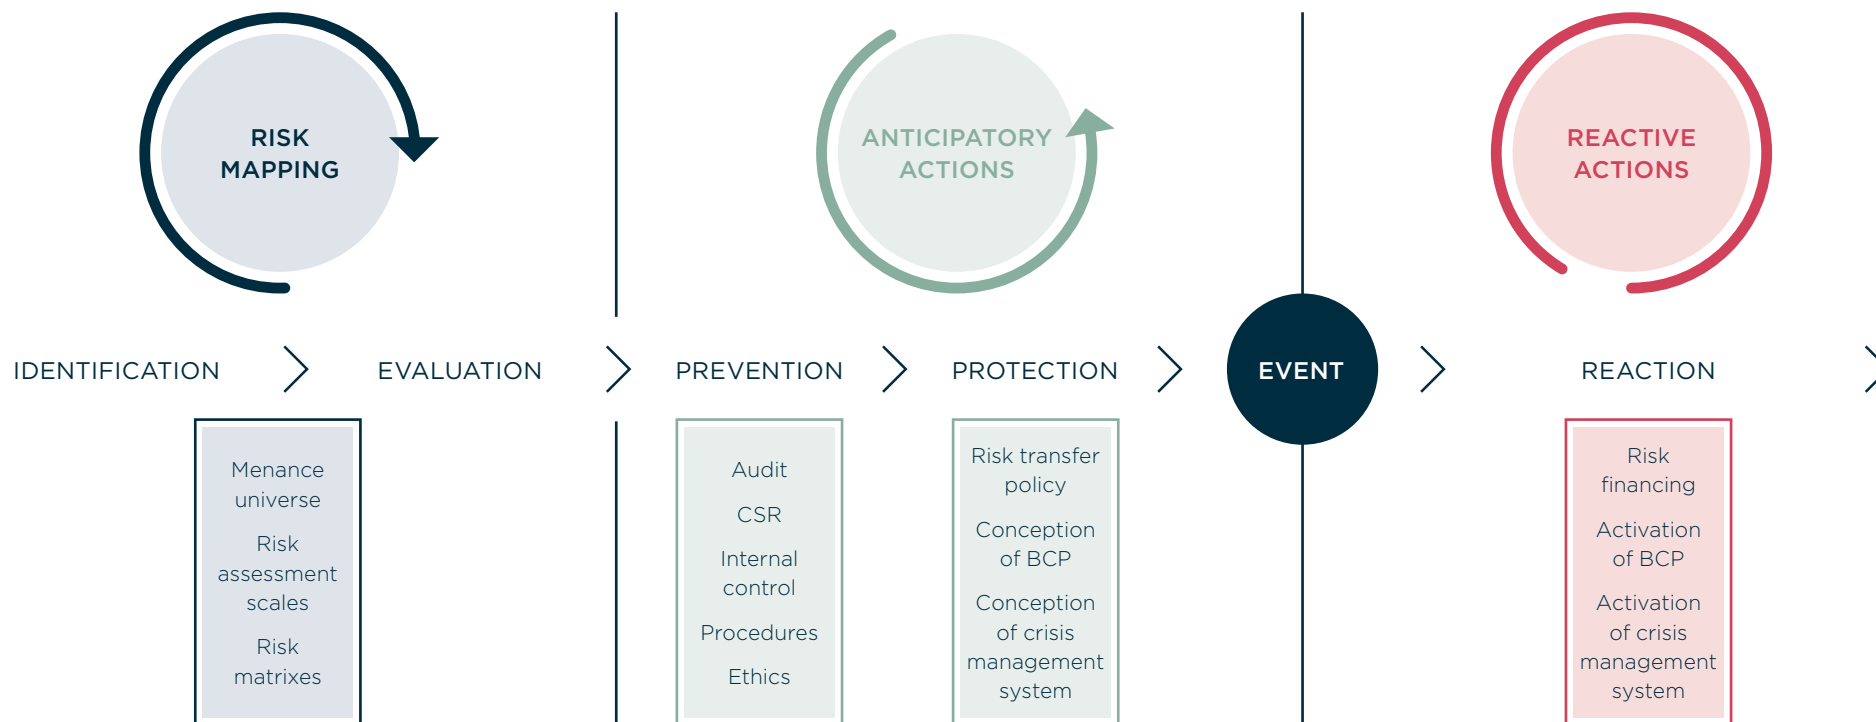 RISK
MAPPING
ANTICIPATORY
ACTIONS
REACTIVE
ACTIONS
IDENTIFICATION
EVALUATION
PREVENTION
PROTECTION
EVENT
REACTION
Menance
universe
Risk
assessment
scales
Risk
matrixes
Audit
CSR
Internal
control
Procedures
Ethics
Risk transfer
policy
Conception
of BCP
Conception
of crisis
management
system
Risk
financing
Activation
of BCP
Activation
of crisis
management
system